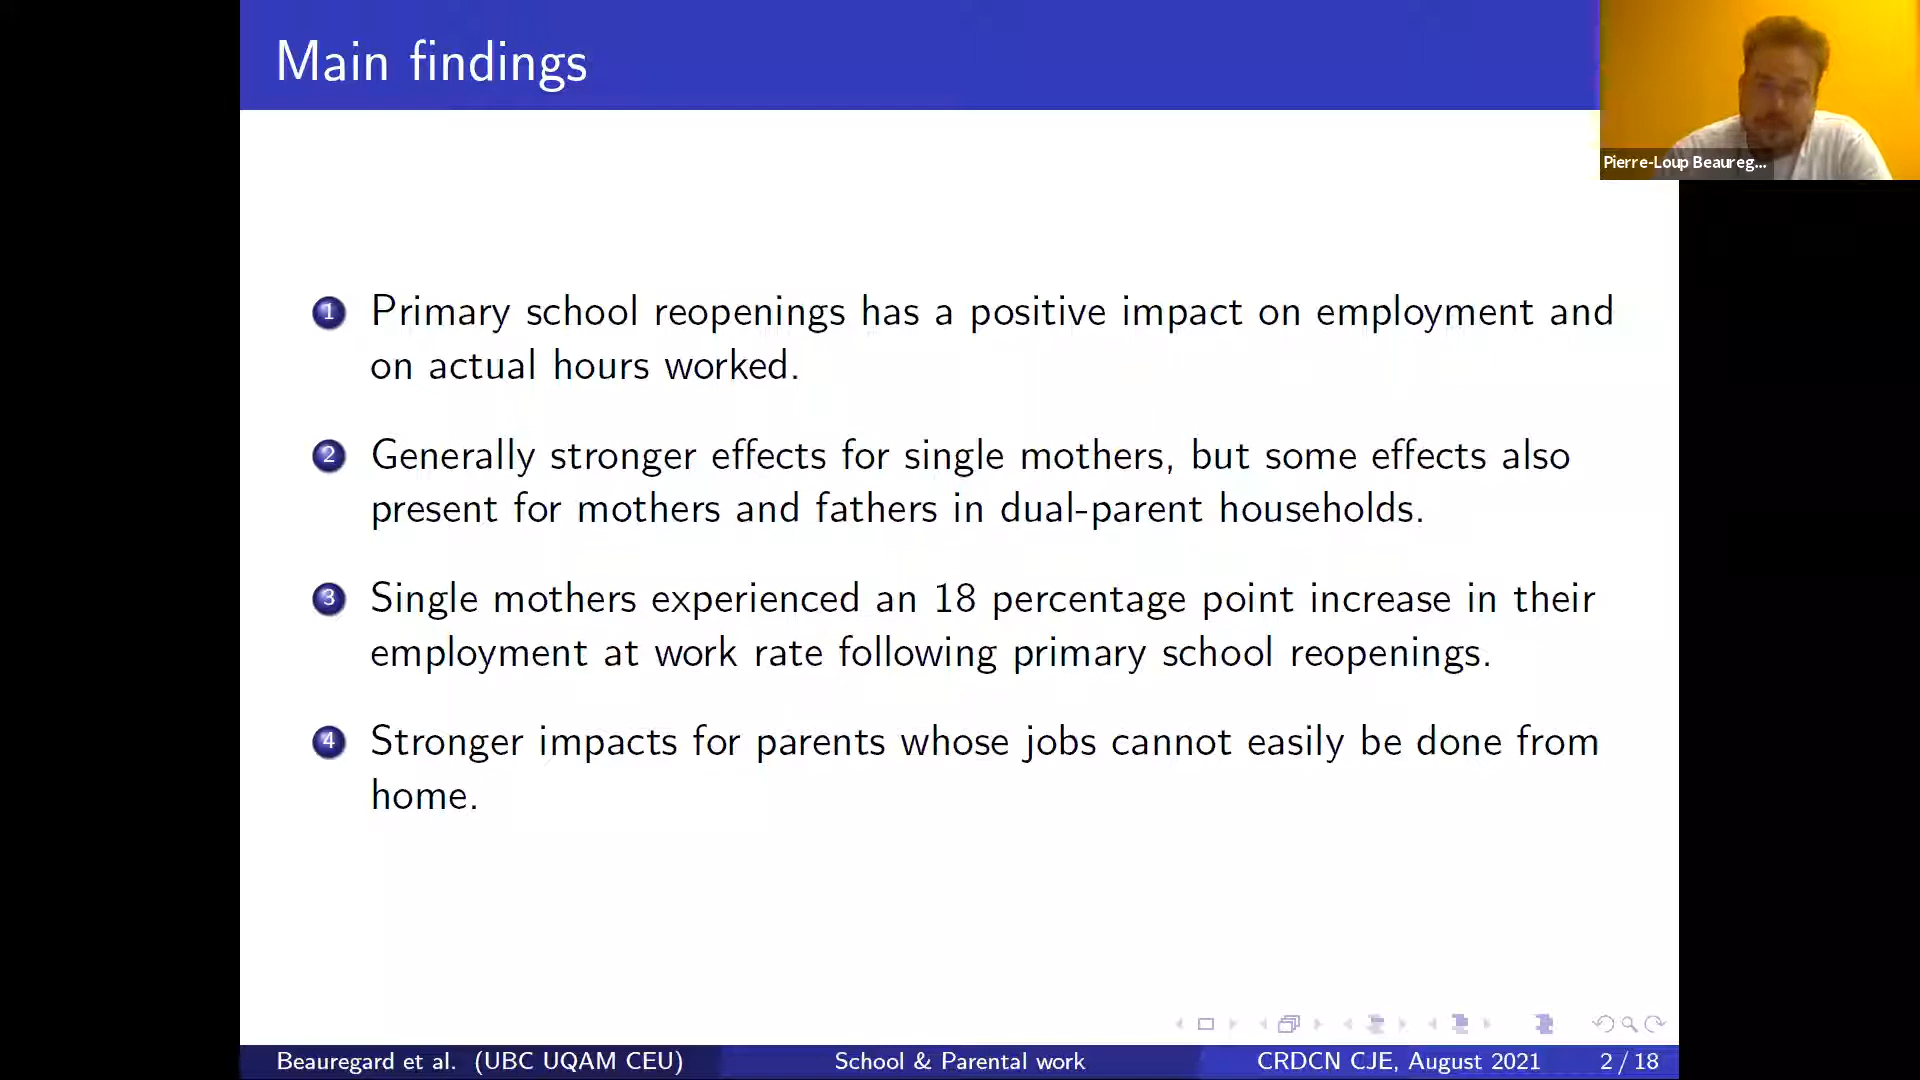 Main findings
Pierre-Loup Beaureg...
1 Primary school reopenings has a positive impact on employment and
on actual hours worked.
2 Generally stronger effects for single mothers, but some effects also
present for mothers and fathers in dual-parent households.
3 Single mothers experienced an 18 percentage point increase in their
employment at work rate following primary school reopenings.
4 Stronger impacts for parents whose jobs cannot easily be done from
home.
Beauregard et al. (UBC UQAM CEU) School & Parental work CRDCN CJE, August 2021 2 / 18